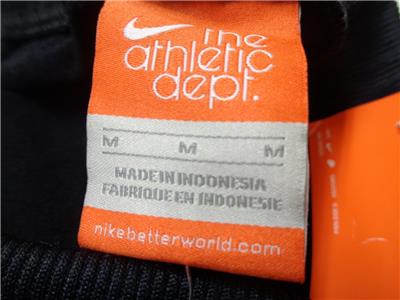 the
athletic
dept.
M M M
MADE IN INDONESIA
FABRIQUE EN INDONESIE
nikebetterworld.com